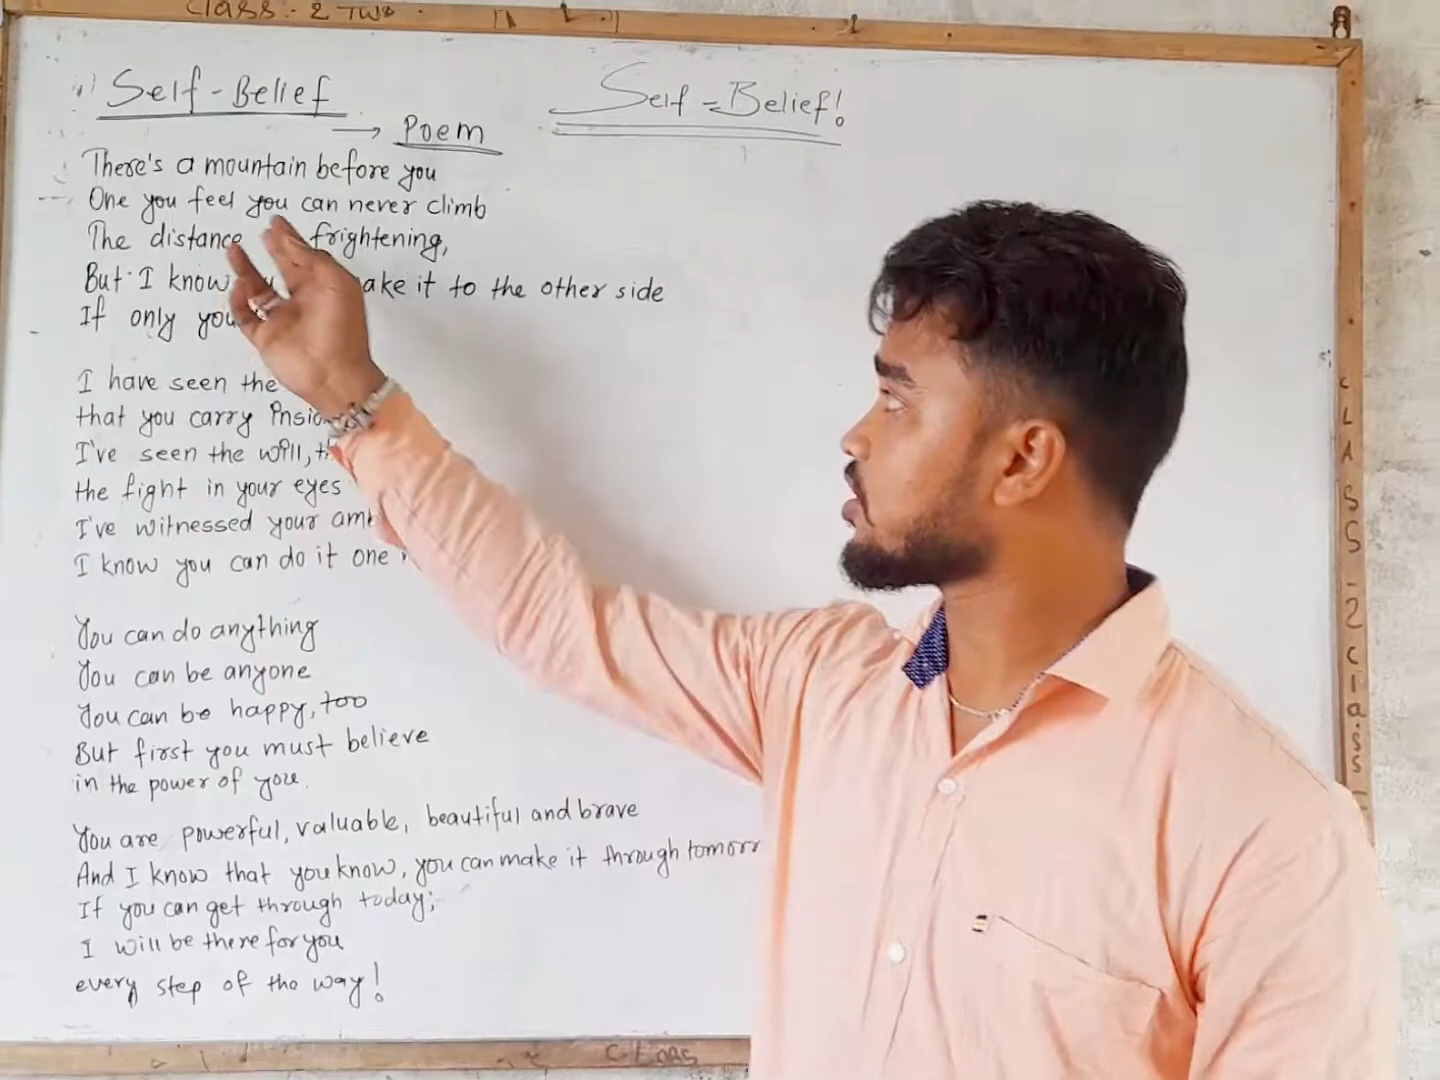 Class :- 2 Two
Self - Belief
Self = Belief!
→ Poem
There's a mountain before you
One you feel you can never climb
The distance frightening,
But I know make it to the other side
If only you
I have seen the
that you carry
I've seen the will,
the fight in your eyes
I've witnessed your
I know you can do it one
You can do anything
You can be anyone
You can be happy, too
But first you must believe
in the power of you.
You are powerful, valuable, beautiful and brave
And I know that you know, you can make it through
If you can get through today;
I will be there for you
every step of the way!
CLASS - 2 Class